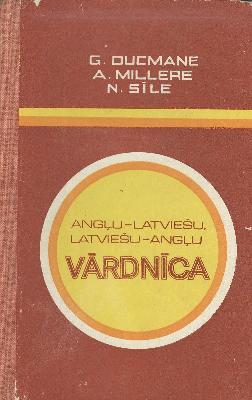 G. DUCMANE
A. MILLERE
N. SĪLE
ANGĻU-LATVIEŠU,
LATVIEŠU-ANGĻU
VĀRDNĪCA